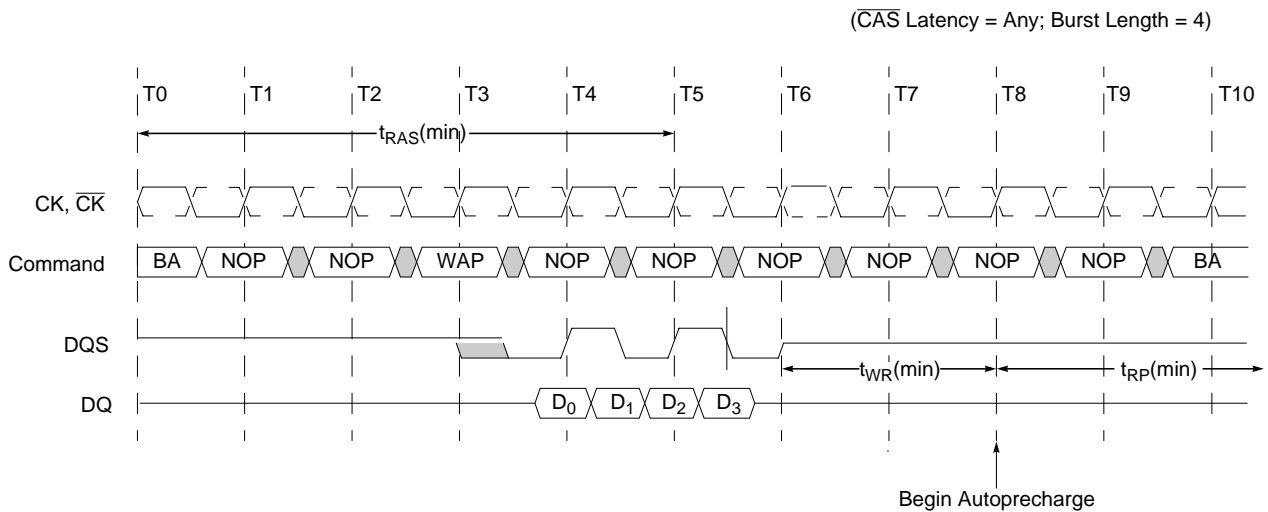 (CAS Latency = Any; Burst Length = 4)
T0 T1 T2 T3 T4 T5 T6 T7 T8 T9 T10
tRAS(min)
CK, CK
Command BA NOP NOP WAP NOP NOP NOP NOP NOP NOP BA
DQS
tWR(min) tRP(min)
DQ D0 D1 D2 D3
Begin Autoprecharge